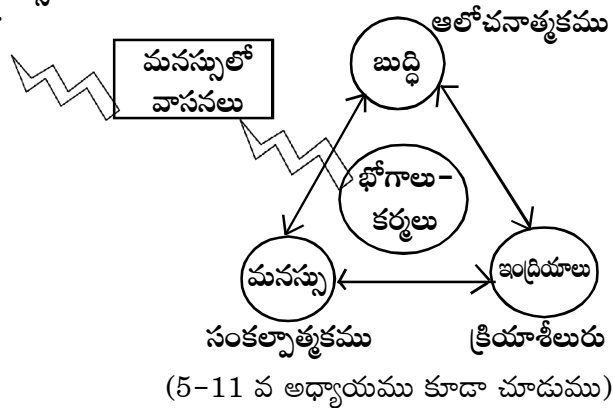 ఆలోచనాత్మకము
మనస్సులో
వాసనలు
బుద్ధి
భోగాలు-
కర్మలు
మనస్సు
ఇంద్రియాలు
సంకల్పాత్మకము
క్రియాశీలురు
(5-11 వ అధ్యాయము కూడా చూడుము)